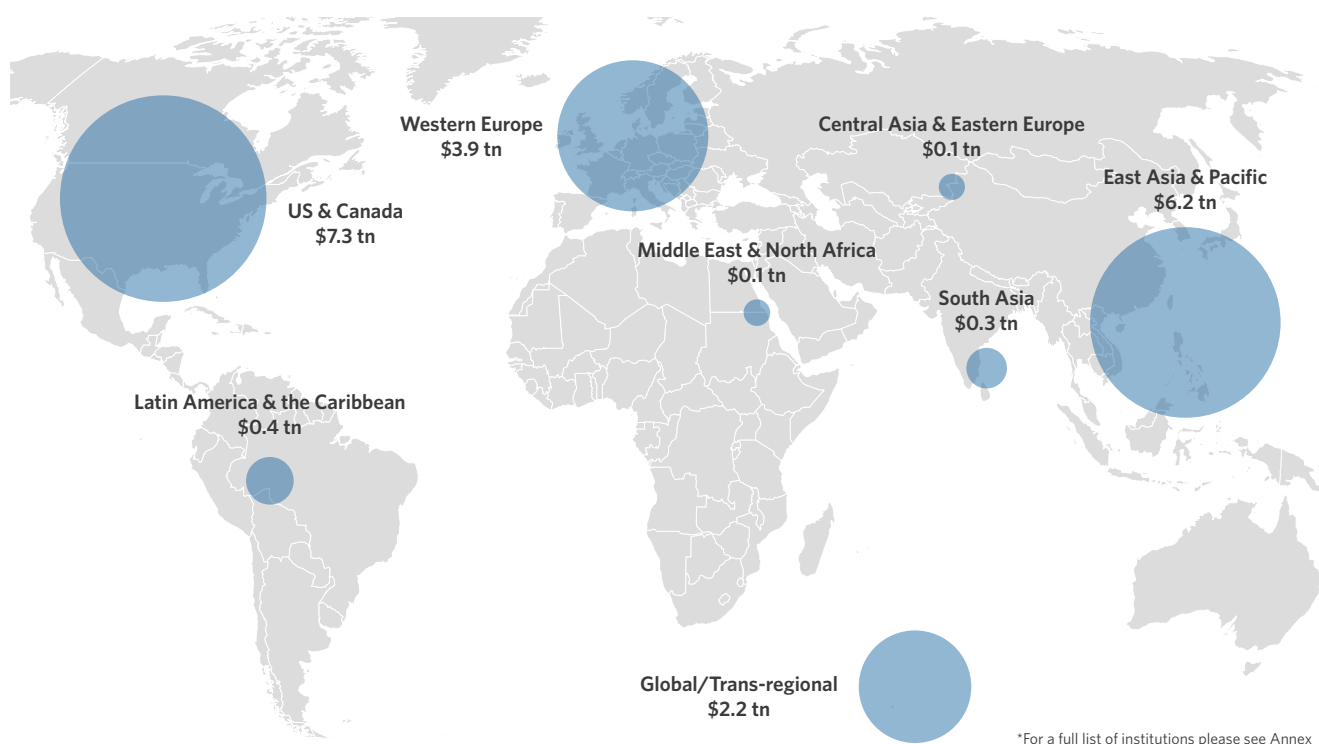 Western Europe
$3.9 tn
Central Asia & Eastern Europe
$0.1 tn
East Asia & Pacific
$6.2 tn
US & Canada
$7.3 tn
Middle East & North Africa
$0.1 tn
South Asia
$0.3 tn
Latin America & the Caribbean
$0.4 tn
Global/Trans-regional
$2.2 tn
*For a full list of institutions please see Annex